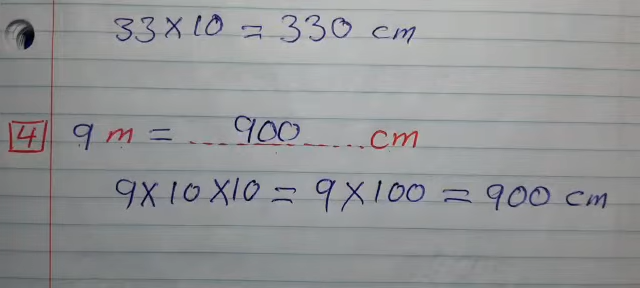 33×10 = 330 cm
4 9 m = ...900... cm
9×10×10 = 9×100 = 900 cm